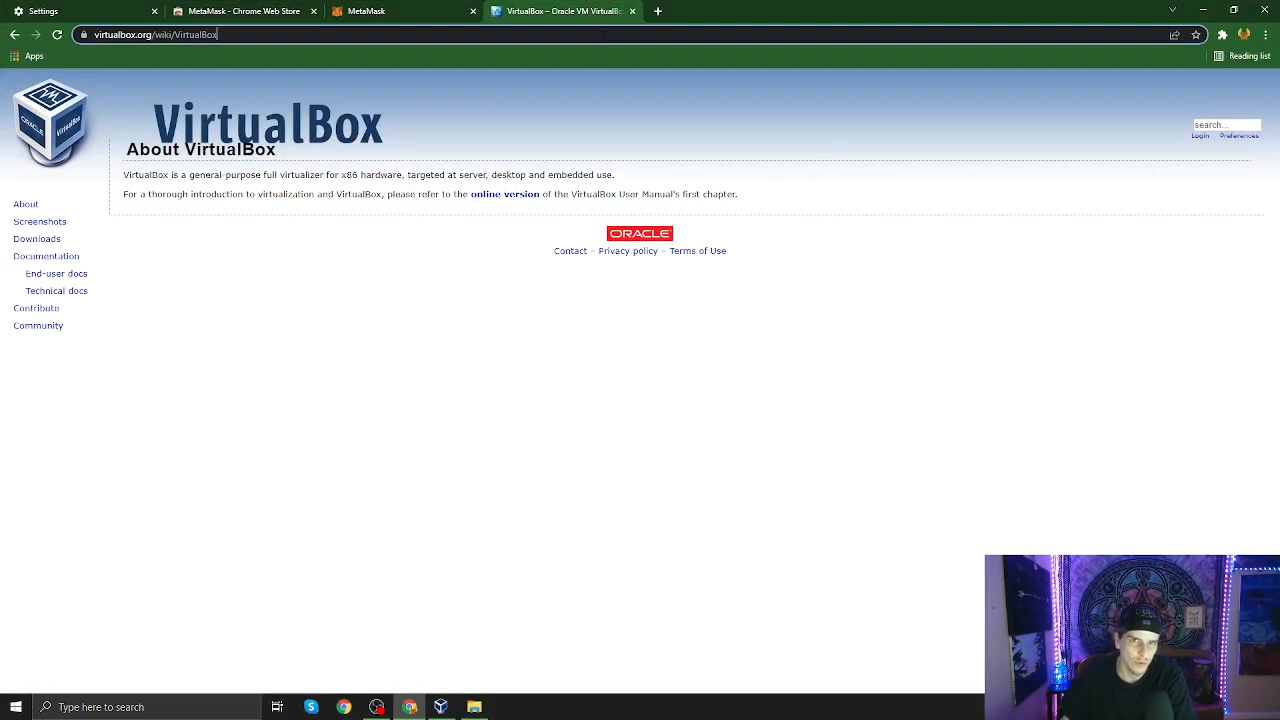 Settings
MetaMask - Chrome Web Store
MetaMask
VirtualBox – Oracle VM VirtualBo
virtualbox.org/wiki/VirtualBox
Apps
Reading list
ORACLE
VirtualBox
VirtualBox
search...
Login Preferences
About VirtualBox
VirtualBox is a general-purpose full virtualizer for x86 hardware, targeted at server, desktop and embedded use.
For a thorough introduction to virtualization and VirtualBox, please refer to the online version of the VirtualBox User Manual's first chapter.
About
Screenshots
Downloads
Documentation
End-user docs
Technical docs
Contribute
Community
ORACLE
Contact – Privacy policy – Terms of Use
Type here to search